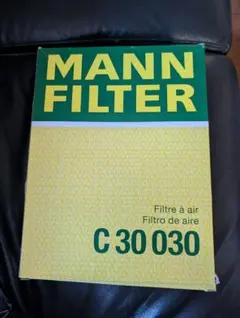 MANN
FILTER
Filtre à air
Filtro de aire
C 30 030